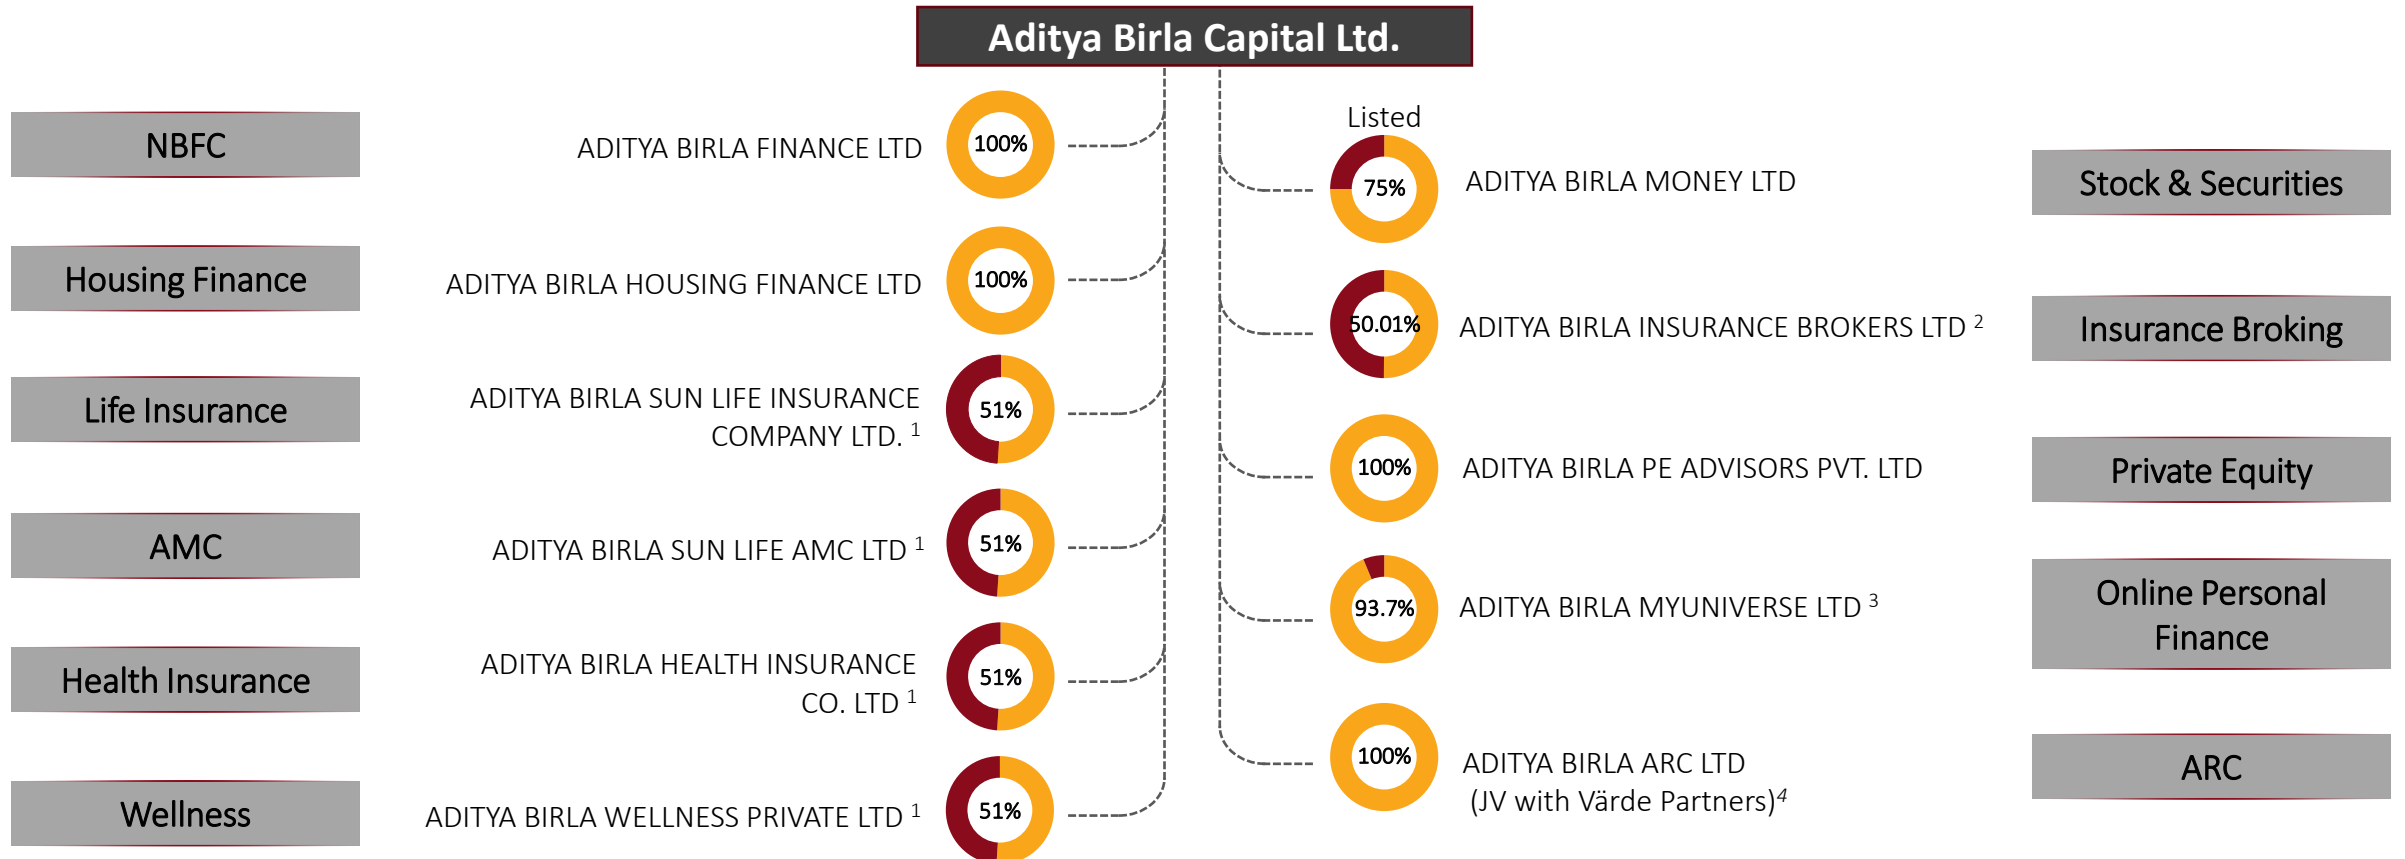 Aditya Birla Capital Ltd.
NBFC
ADITYA BIRLA FINANCE LTD
100%
Housing Finance
ADITYA BIRLA HOUSING FINANCE LTD
100%
Life Insurance
ADITYA BIRLA SUN LIFE INSURANCE
COMPANY LTD. 1
51%
AMC
ADITYA BIRLA SUN LIFE AMC LTD 1
51%
Health Insurance
ADITYA BIRLA HEALTH INSURANCE
CO. LTD 1
51%
Wellness
ADITYA BIRLA WELLNESS PRIVATE LTD 1
51%
Listed
75%
ADITYA BIRLA MONEY LTD
Stock & Securities
50.01%
ADITYA BIRLA INSURANCE BROKERS LTD 2
Insurance Broking
100%
ADITYA BIRLA PE ADVISORS PVT. LTD
Private Equity
93.7%
ADITYA BIRLA MYUNIVERSE LTD 3
Online Personal
Finance
100%
ADITYA BIRLA ARC LTD
(JV with Värde Partners)4
ARC